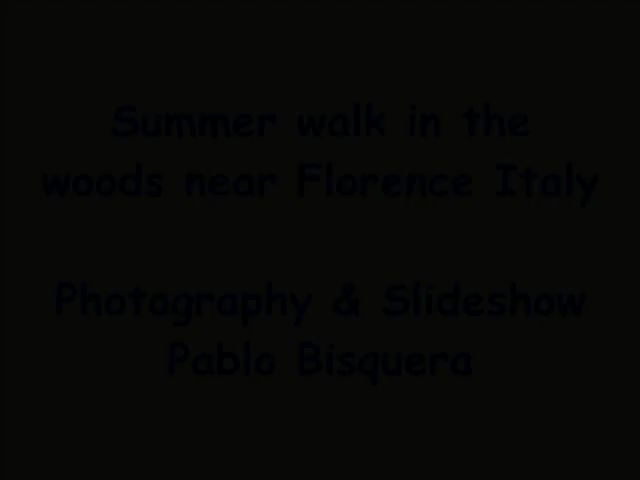 Summer walk in the
woods near Florence Italy
Photography & Slideshow
Pablo Bisquera